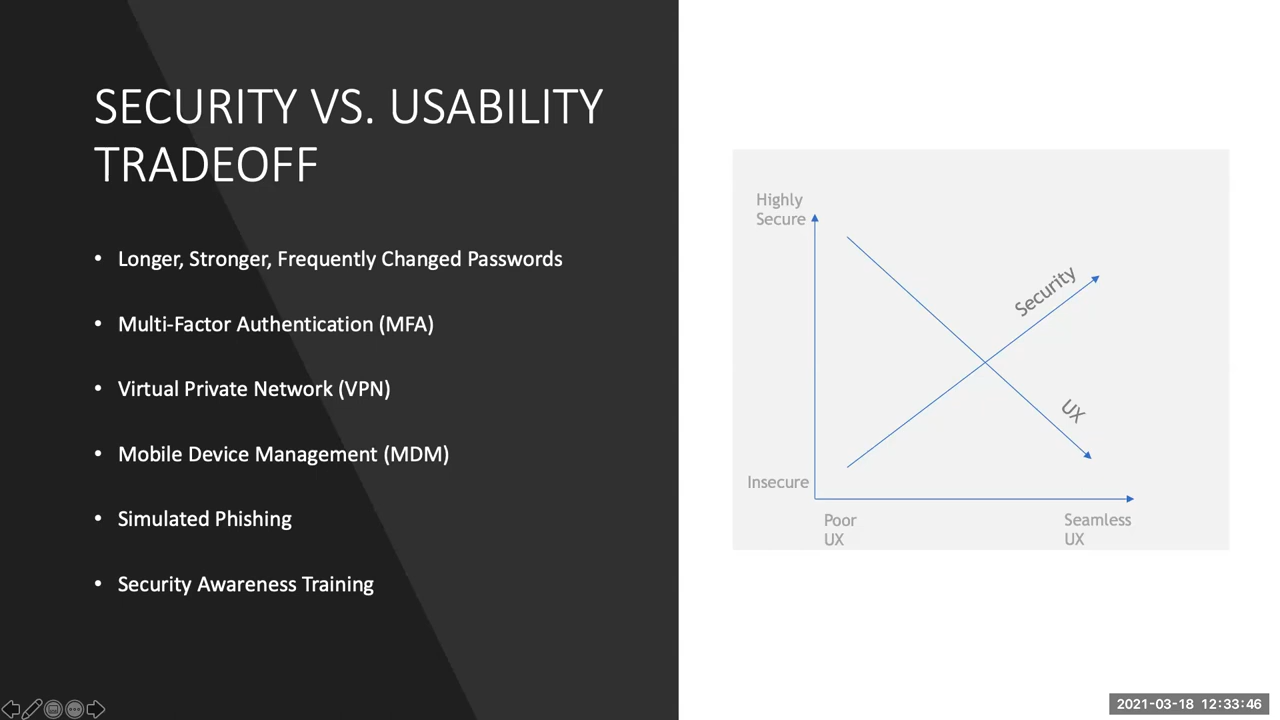 SECURITY VS. USABILITY
TRADEOFF
• Longer, Stronger, Frequently Changed Passwords
• Multi-Factor Authentication (MFA)
• Virtual Private Network (VPN)
• Mobile Device Management (MDM)
• Simulated Phishing
• Security Awareness Training
Highly
Secure
Security
UX
Insecure
Poor
UX
Seamless
UX
2021-03-18 12:33:46